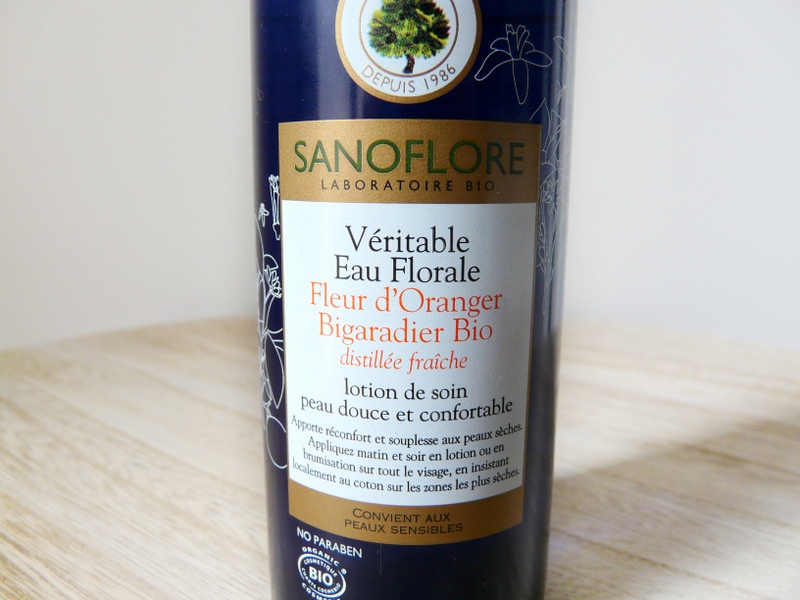 DEPUIS 1986
SANOFLORE
LABORATOIRE BIO
Véritable
Eau Florale
Fleur d'Oranger
Bigaradier Bio
distillée fraîche
lotion de soin
peau douce et confortable
Apporte réconfort et souplesse aux peaux sèches.
Appliquez matin et soir en lotion ou en
brumisation sur tout le visage, en insistant
localement au coton sur les zones les plus sèches.
CONVIENT AUX
PEAUX SENSIBLES
NO PARABEN
ORGANIC
COSMETIQUE
BIO